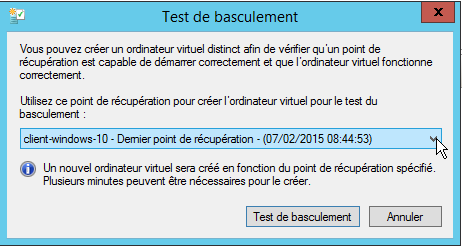 Test de basculement
x
Vous pouvez créer un ordinateur virtuel distinct afin de vérifier qu'un point de
récupération est capable de démarrer correctement et que l'ordinateur virtuel fonctionne
correctement.
Utilisez ce point de récupération pour créer l'ordinateur virtuel pour le test du
basculement :
client-windows-10 - Dernier point de récupération - (07/02/2015 08:44:53)
Un nouvel ordinateur virtuel sera créé en fonction du point de récupération spécifié.
Plusieurs minutes peuvent être nécessaires pour le créer.
Test de basculement
Annuler